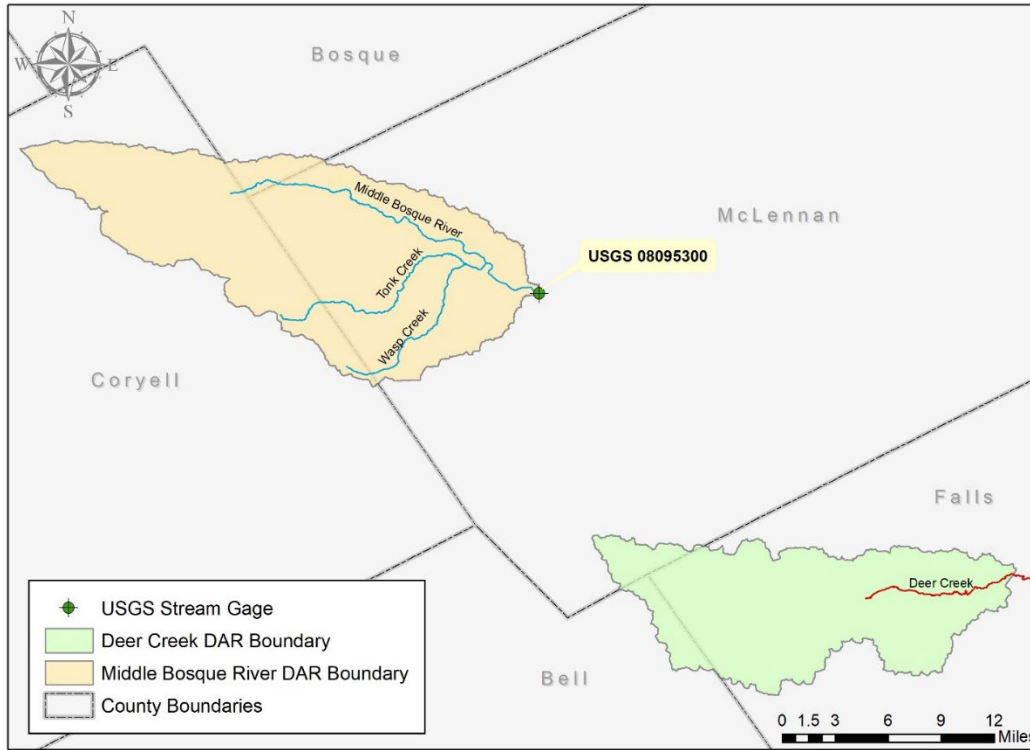 N
W E
S
Bosque
McLennan
Middle Bosque River
USGS 08095300
Tonk Creek
Wasp Creek
Coryell
Falls
Deer Creek
Bell
USGS Stream Gage
Deer Creek DAR Boundary
Middle Bosque River DAR Boundary
County Boundaries
0 1.5 3 6 9 12
Miles